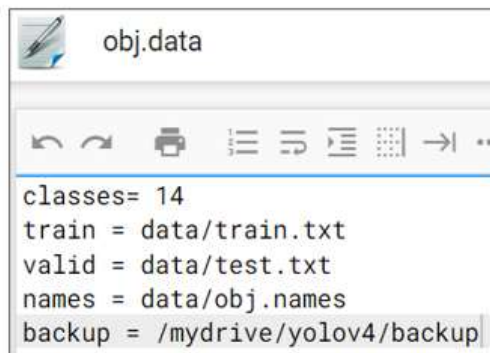 obj.data
classes= 14
train = data/train.txt
valid = data/test.txt
names = data/obj.names
backup = /mydrive/yolov4/backup